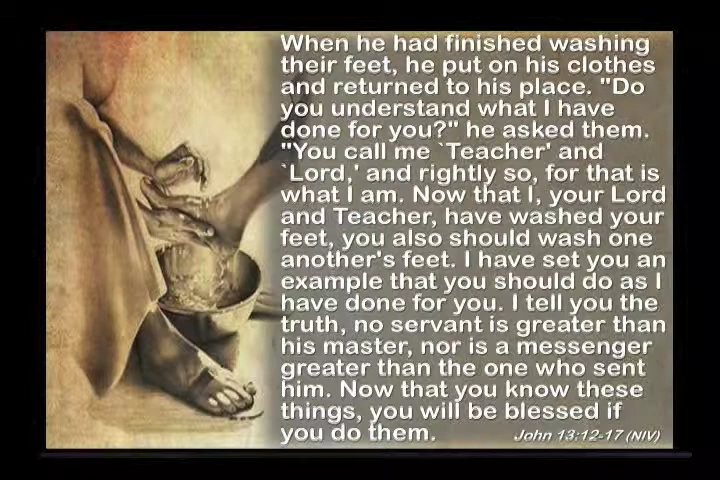 When he had finished washing
their feet, he put on his clothes
and returned to his place. "Do
you understand what I have
done for you?" he asked them.
"You call me `Teacher' and
`Lord,' and rightly so, for that is
what I am. Now that I, your Lord
and Teacher, have washed your
feet, you also should wash one
another's feet. I have set you an
example that you should do as I
have done for you. I tell you the
truth, no servant is greater than
his master, nor is a messenger
greater than the one who sent
him. Now that you know these
things, you will be blessed if
you do them. John 13:12-17 (NIV)